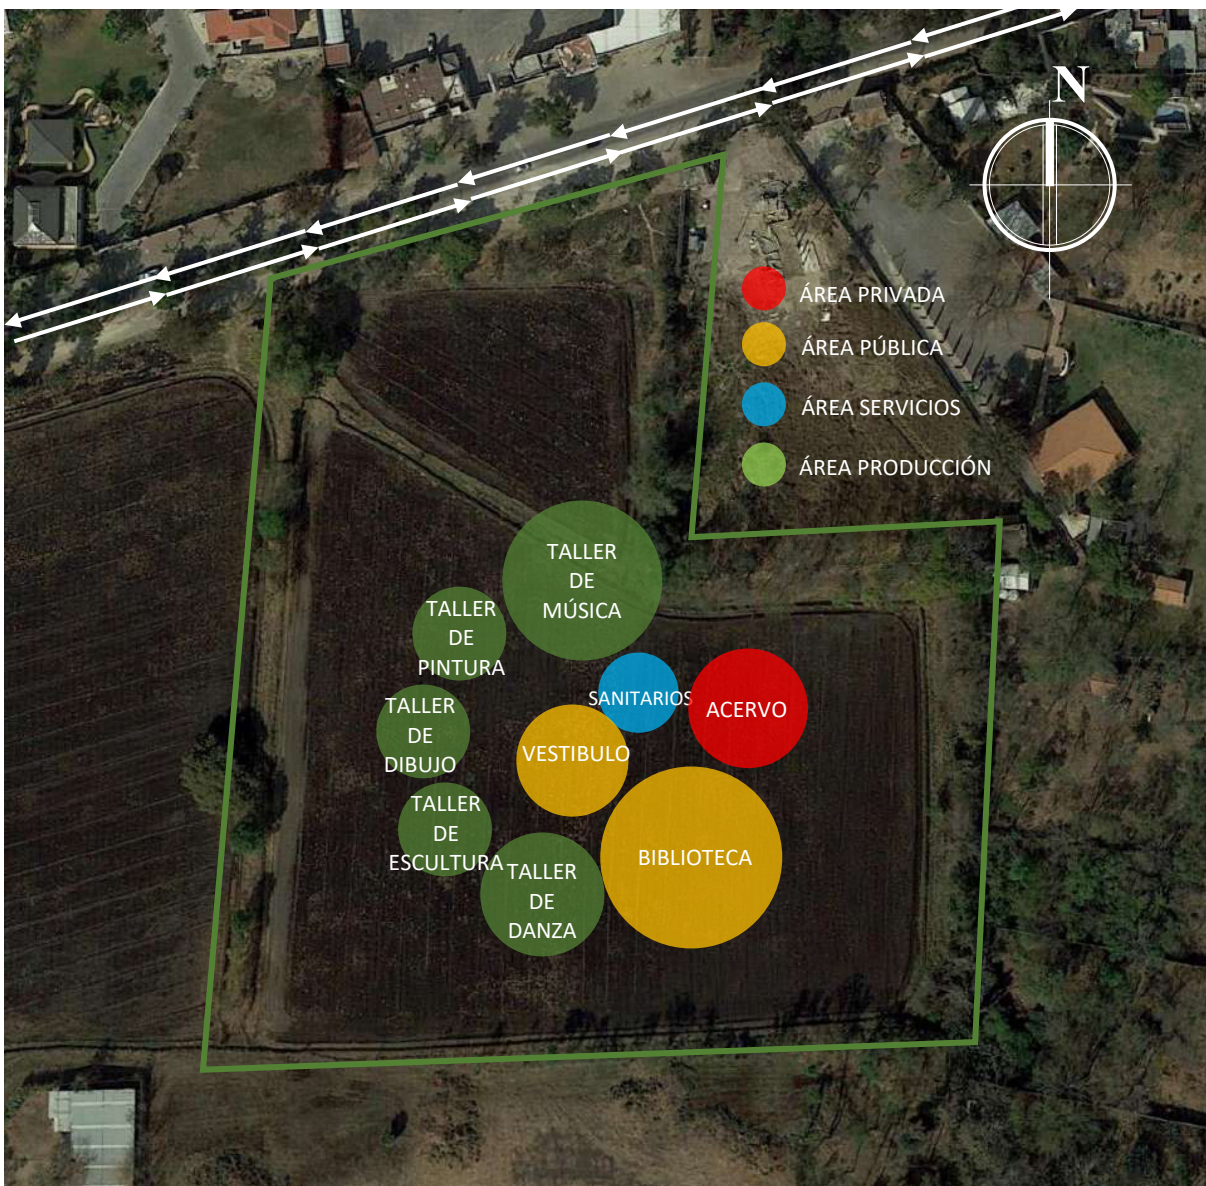 N
ÁREA PRIVADA
ÁREA PÚBLICA
ÁREA SERVICIOS
ÁREA PRODUCCIÓN
TALLER
DE
MÚSICA
TALLER
DE
PINTURA
SANITARIOS
ACERVO
TALLER
DE
DIBUJO
VESTIBULO
TALLER
DE
ESCULTURA
BIBLIOTECA
TALLER
DE
DANZA